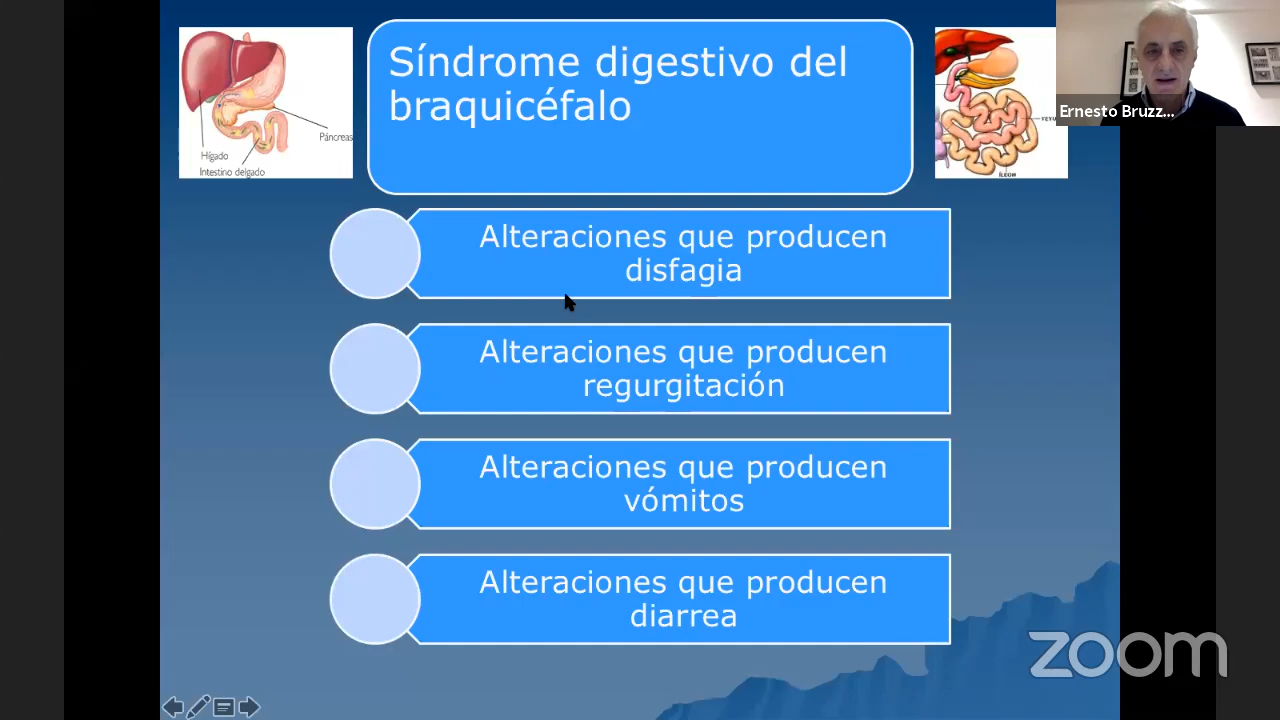 Síndrome digestivo del
braquicéfalo
Páncreas
Hígado
Intestino delgado
ÍLEON
Ernesto Bruzz...
Alteraciones que producen
disfagia
Alteraciones que producen
regurgitación
Alteraciones que producen
vómitos
Alteraciones que producen
diarrea
zoom